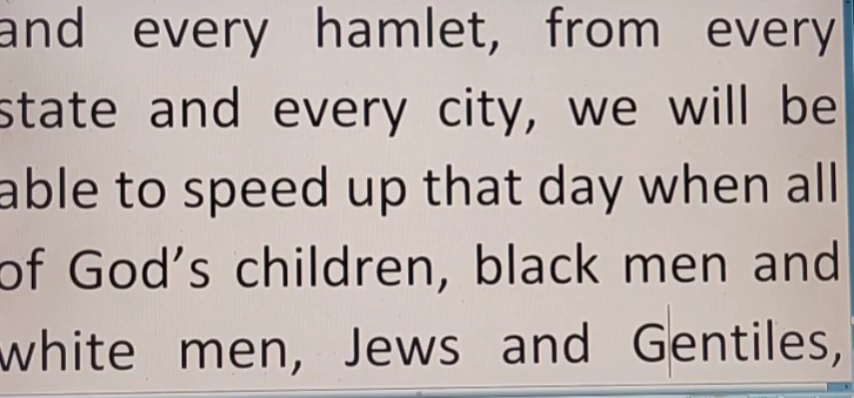 and every hamlet, from every
state and every city, we will be
able to speed up that day when all
of God’s children, black men and
white men, Jews and Gentiles,